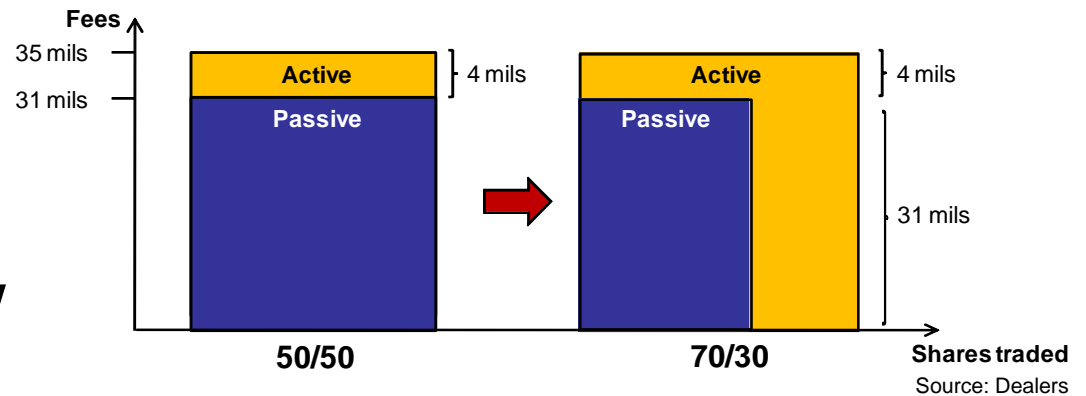 Fees
35 mils
31 mils
Active
Passive
4 mils
Active
Passive
4 mils
31 mils
50/50
70/30
Shares traded
Source: Dealers